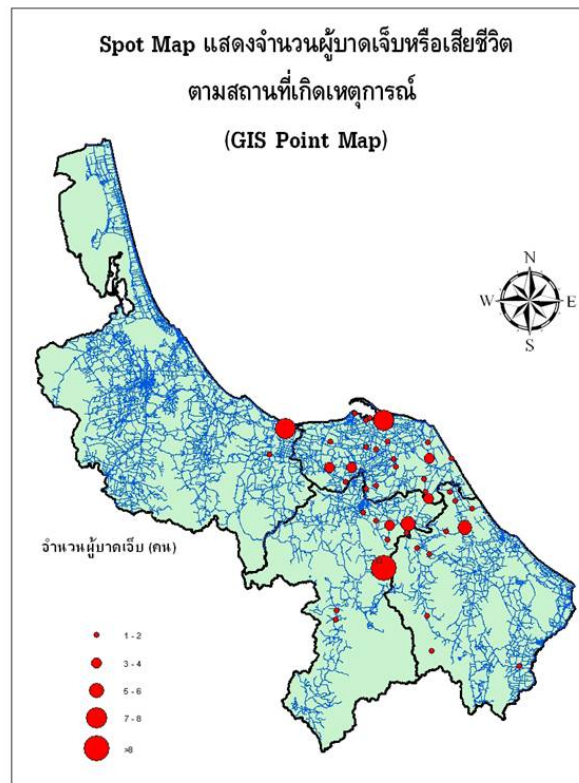 Spot Map แสดงจำนวนผู้บาดเจ็บหรือเสียชีวิต
ตามสถานที่เกิดเหตุการณ์
(GIS Point Map)
N
W E
S
จำนวนผู้บาดเจ็บ (คน)
1 - 2
3 - 4
5 - 6
7 - 8
>8